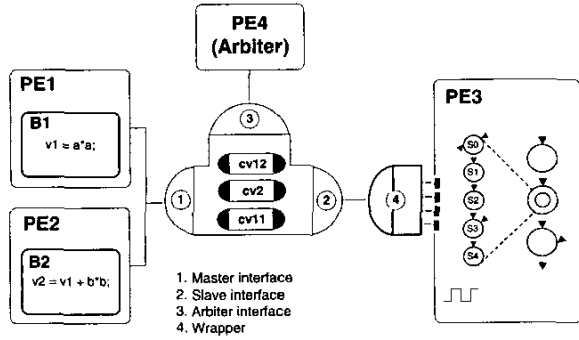 PE4
(Arbiter)
PE1
B1
v1 = a*a;
PE2
B2
v2 = v1 + b*b;
3
cv12
cv2
cv11
1
2
4
PE3
S0
S1
S2
S3
S4
1. Master interface
2. Slave interface
3. Arbiter interface
4. Wrapper